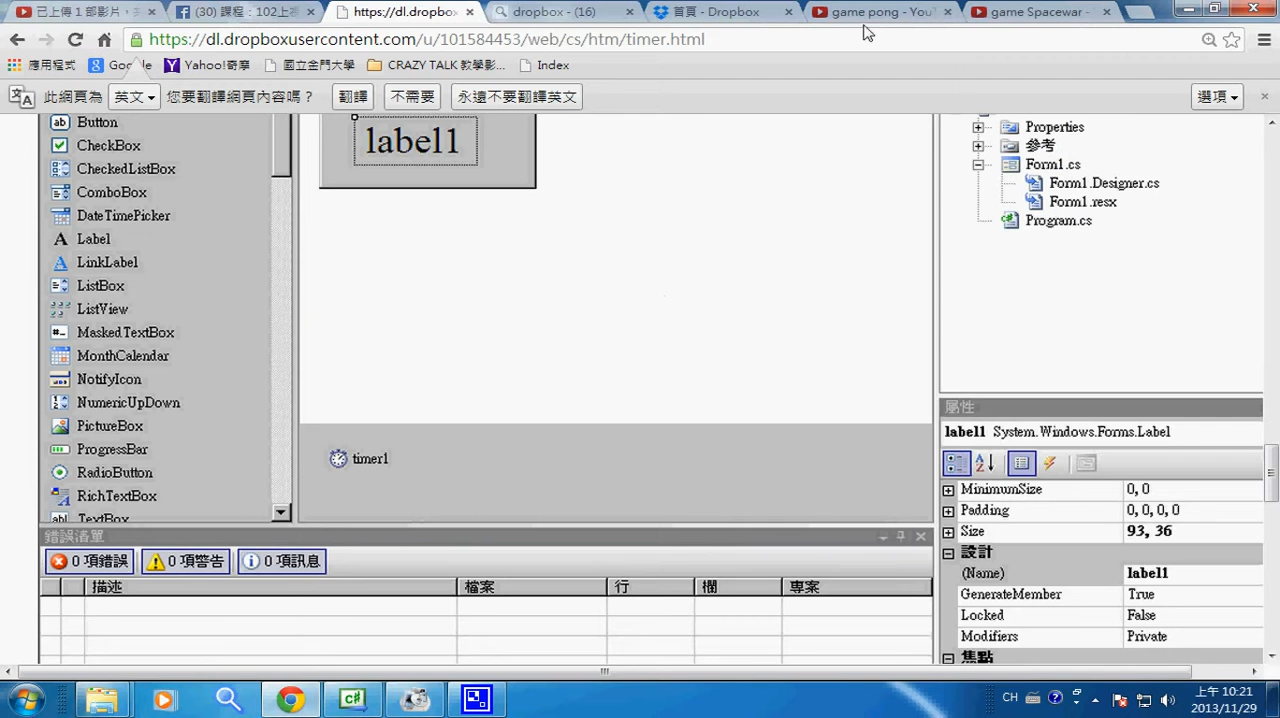 已上傳 1 部影片，
(30) 課程：102上
https://dl.dropbox
dropbox - (16)
首頁 - Dropbox
game pong - You
game Spacewar -
https://dl.dropboxusercontent.com/u/101584453/web/cs/htm/timer.html
應用程式
Google
Yahoo!奇摩
國立金門大學
CRAZY TALK 教學影...
Index
此網頁為 英文 您要翻譯網頁內容嗎？ 翻譯 不需要 永遠不要翻譯英文 選項
Button
CheckBox
CheckedListBox
ComboBox
DateTimePicker
Label
LinkLabel
ListBox
ListView
MaskedTextBox
MonthCalendar
NotifyIcon
NumericUpDown
PictureBox
ProgressBar
RadioButton
RichTextBox
TextBox
label1
timer1
Properties
參考
Form1.cs
Form1.Designer.cs
Form1.resx
Program.cs
屬性
label1 System.Windows.Forms.Label
MinimumSize 0, 0
Padding 0, 0, 0, 0
Size 93, 36
設計
(Name) label1
GenerateMember True
Locked False
Modifiers Private
焦點
錯誤清單
0 項錯誤 0 項警告 0 項訊息
描述 檔案 行 欄 專案
CH
上午 10:21
2013/11/29